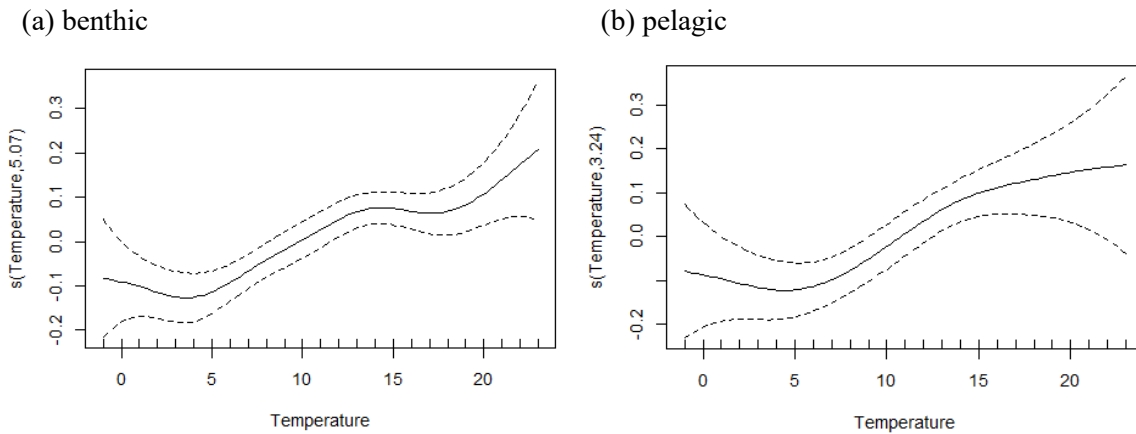 (a) benthic
s(Temperature,5.07)
0.3
0.2
0.1
0.0
-0.1
-0.2
0 5 10 15 20
Temperature
(b) pelagic
s(Temperature,3.24)
0.3
0.2
0.1
0.0
-0.2
0 5 10 15 20
Temperature